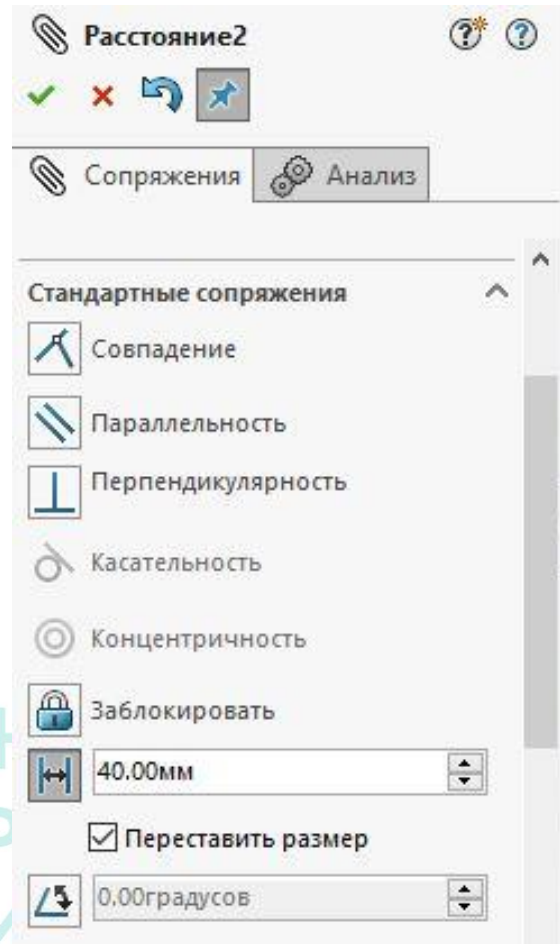 Расстояние2
Сопряжения Анализ
Стандартные сопряжения
Совпадение
Параллельность
Перпендикулярность
Касательность
Концентричность
Заблокировать
40.00мм
Переставить размер
0.00градусов